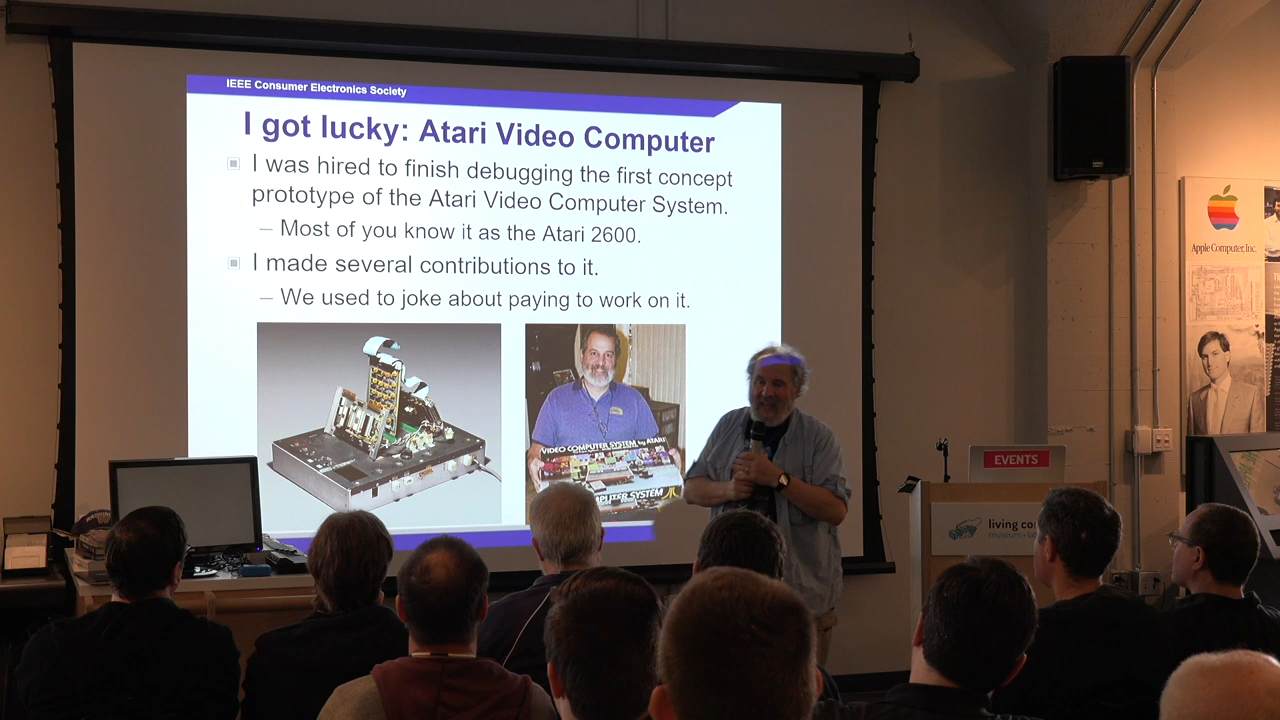 IEEE Consumer Electronics Society
I got lucky: Atari Video Computer
I was hired to finish debugging the first concept
prototype of the Atari Video Computer System.
– Most of you know it as the Atari 2600.
I made several contributions to it.
– We used to joke about paying to work on it.
VIDEO COMPUTER SYSTEM by ATARI
COMPUTER SYSTEM
Apple Computer, Inc.
EVENTS
living co
museum+lab